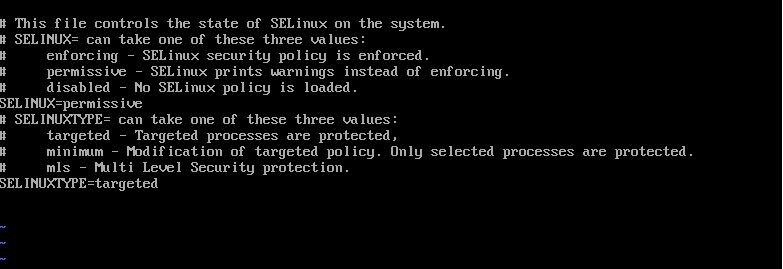 # This file controls the state of SELinux on the system.
# SELINUX= can take one of these three values:
#     enforcing - SELinux security policy is enforced.
#     permissive - SELinux prints warnings instead of enforcing.
#     disabled - No SELinux policy is loaded.
SELINUX=permissive
# SELINUXTYPE= can take one of these three values:
#     targeted - Targeted processes are protected,
#     minimum - Modification of targeted policy. Only selected processes are protected.
#     mls - Multi Level Security protection.
SELINUXTYPE=targeted
~
~
~